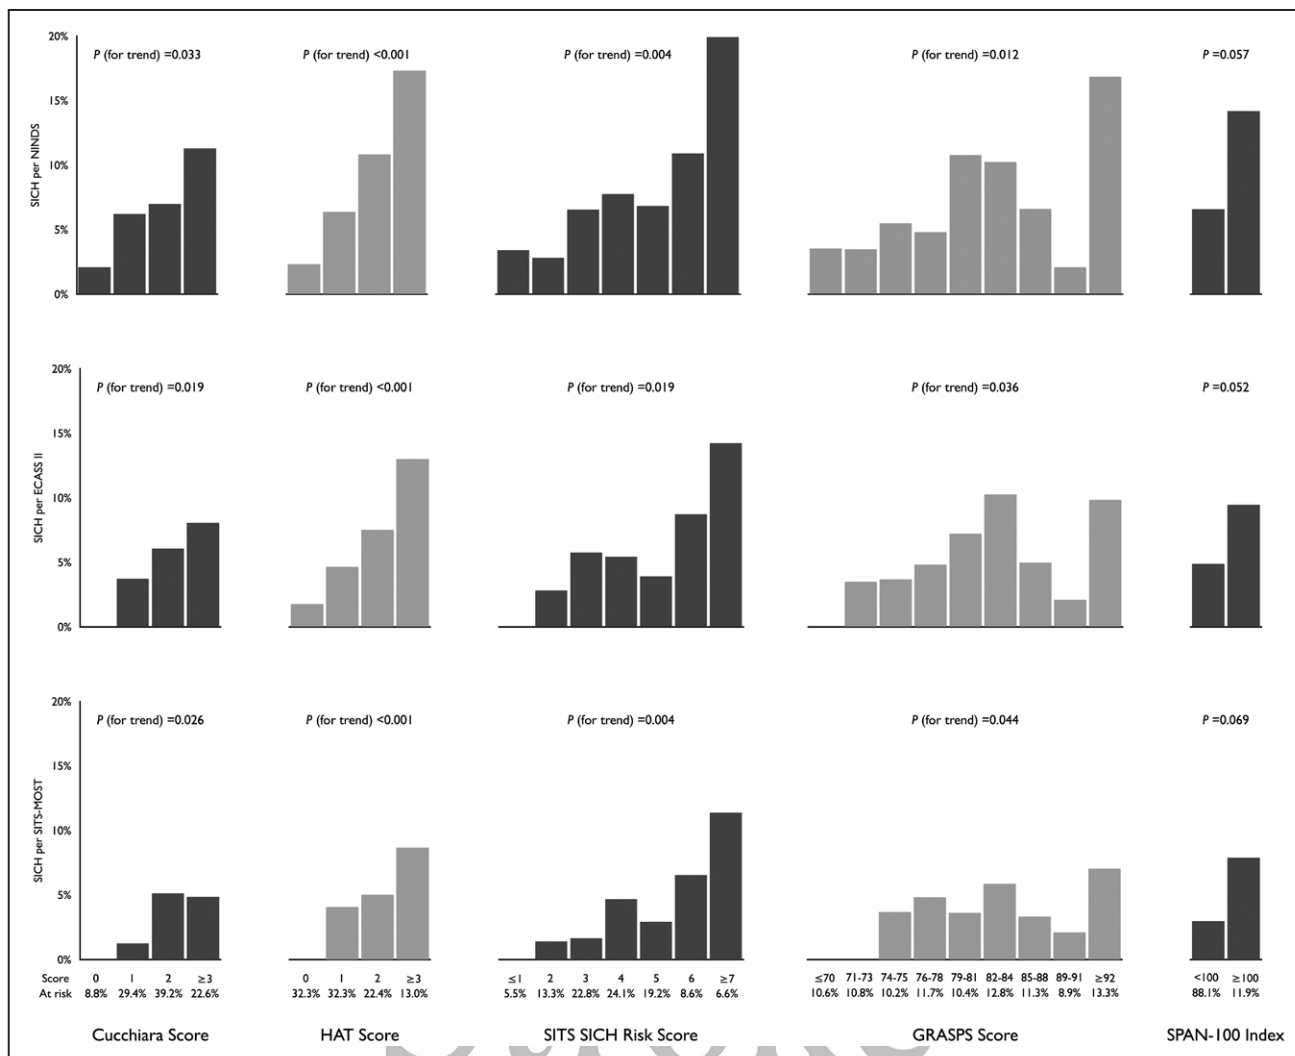 20%
P (for trend) =0.033 P (for trend) <0.001 P (for trend) =0.004 P (for trend) =0.012 P =0.057
15%
SICH per NINDS
10%
5%
0%
20%
P (for trend) =0.019 P (for trend) <0.001 P (for trend) =0.019 P (for trend) =0.036 P =0.052
15%
SICH per ECASS II
10%
5%
0%
20%
P (for trend) =0.026 P (for trend) <0.001 P (for trend) =0.004 P (for trend) =0.044 P =0.069
15%
SICH per SITS-MOST
10%
5%
0%
Score 0 1 2 ≥3 0 1 2 ≥3 ≤1 2 3 4 5 6 ≥7 ≤70 71-73 74-75 76-78 79-81 82-84 85-88 89-91 ≥92 <100 ≥100
At risk 8.8% 29.4% 39.2% 22.6% 32.3% 32.3% 22.4% 13.0% 5.5% 13.3% 22.8% 24.1% 19.2% 8.6% 6.6% 10.6% 10.8% 10.2% 11.7% 10.4% 12.8% 11.3% 8.9% 13.3% 88.1% 11.9%
Cucchiara Score HAT Score SITS SICH Risk Score GRASPS Score SPAN-100 Index